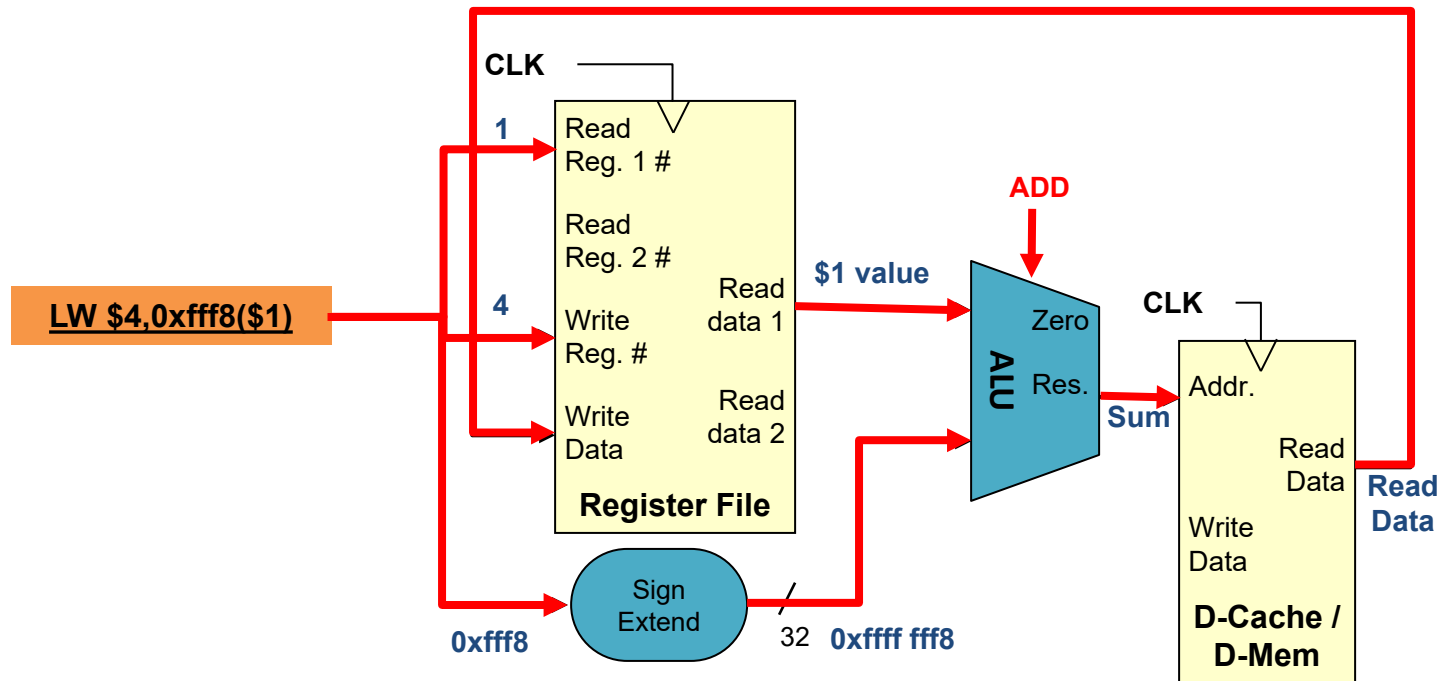 CLK
1
Read
Reg. 1 #
ADD
Read
Reg. 2 #
$1 value
LW $4,0xfff8($1)
4
Read
data 1
Write
Reg. #
CLK
Zero
ALU
Res.
Addr.
Sum
Write
Data
Read
data 2
Read
Data
Read
Data
Register File
Write
Data
Sign
Extend
0xfff8
32
0xffff fff8
D-Cache /
D-Mem